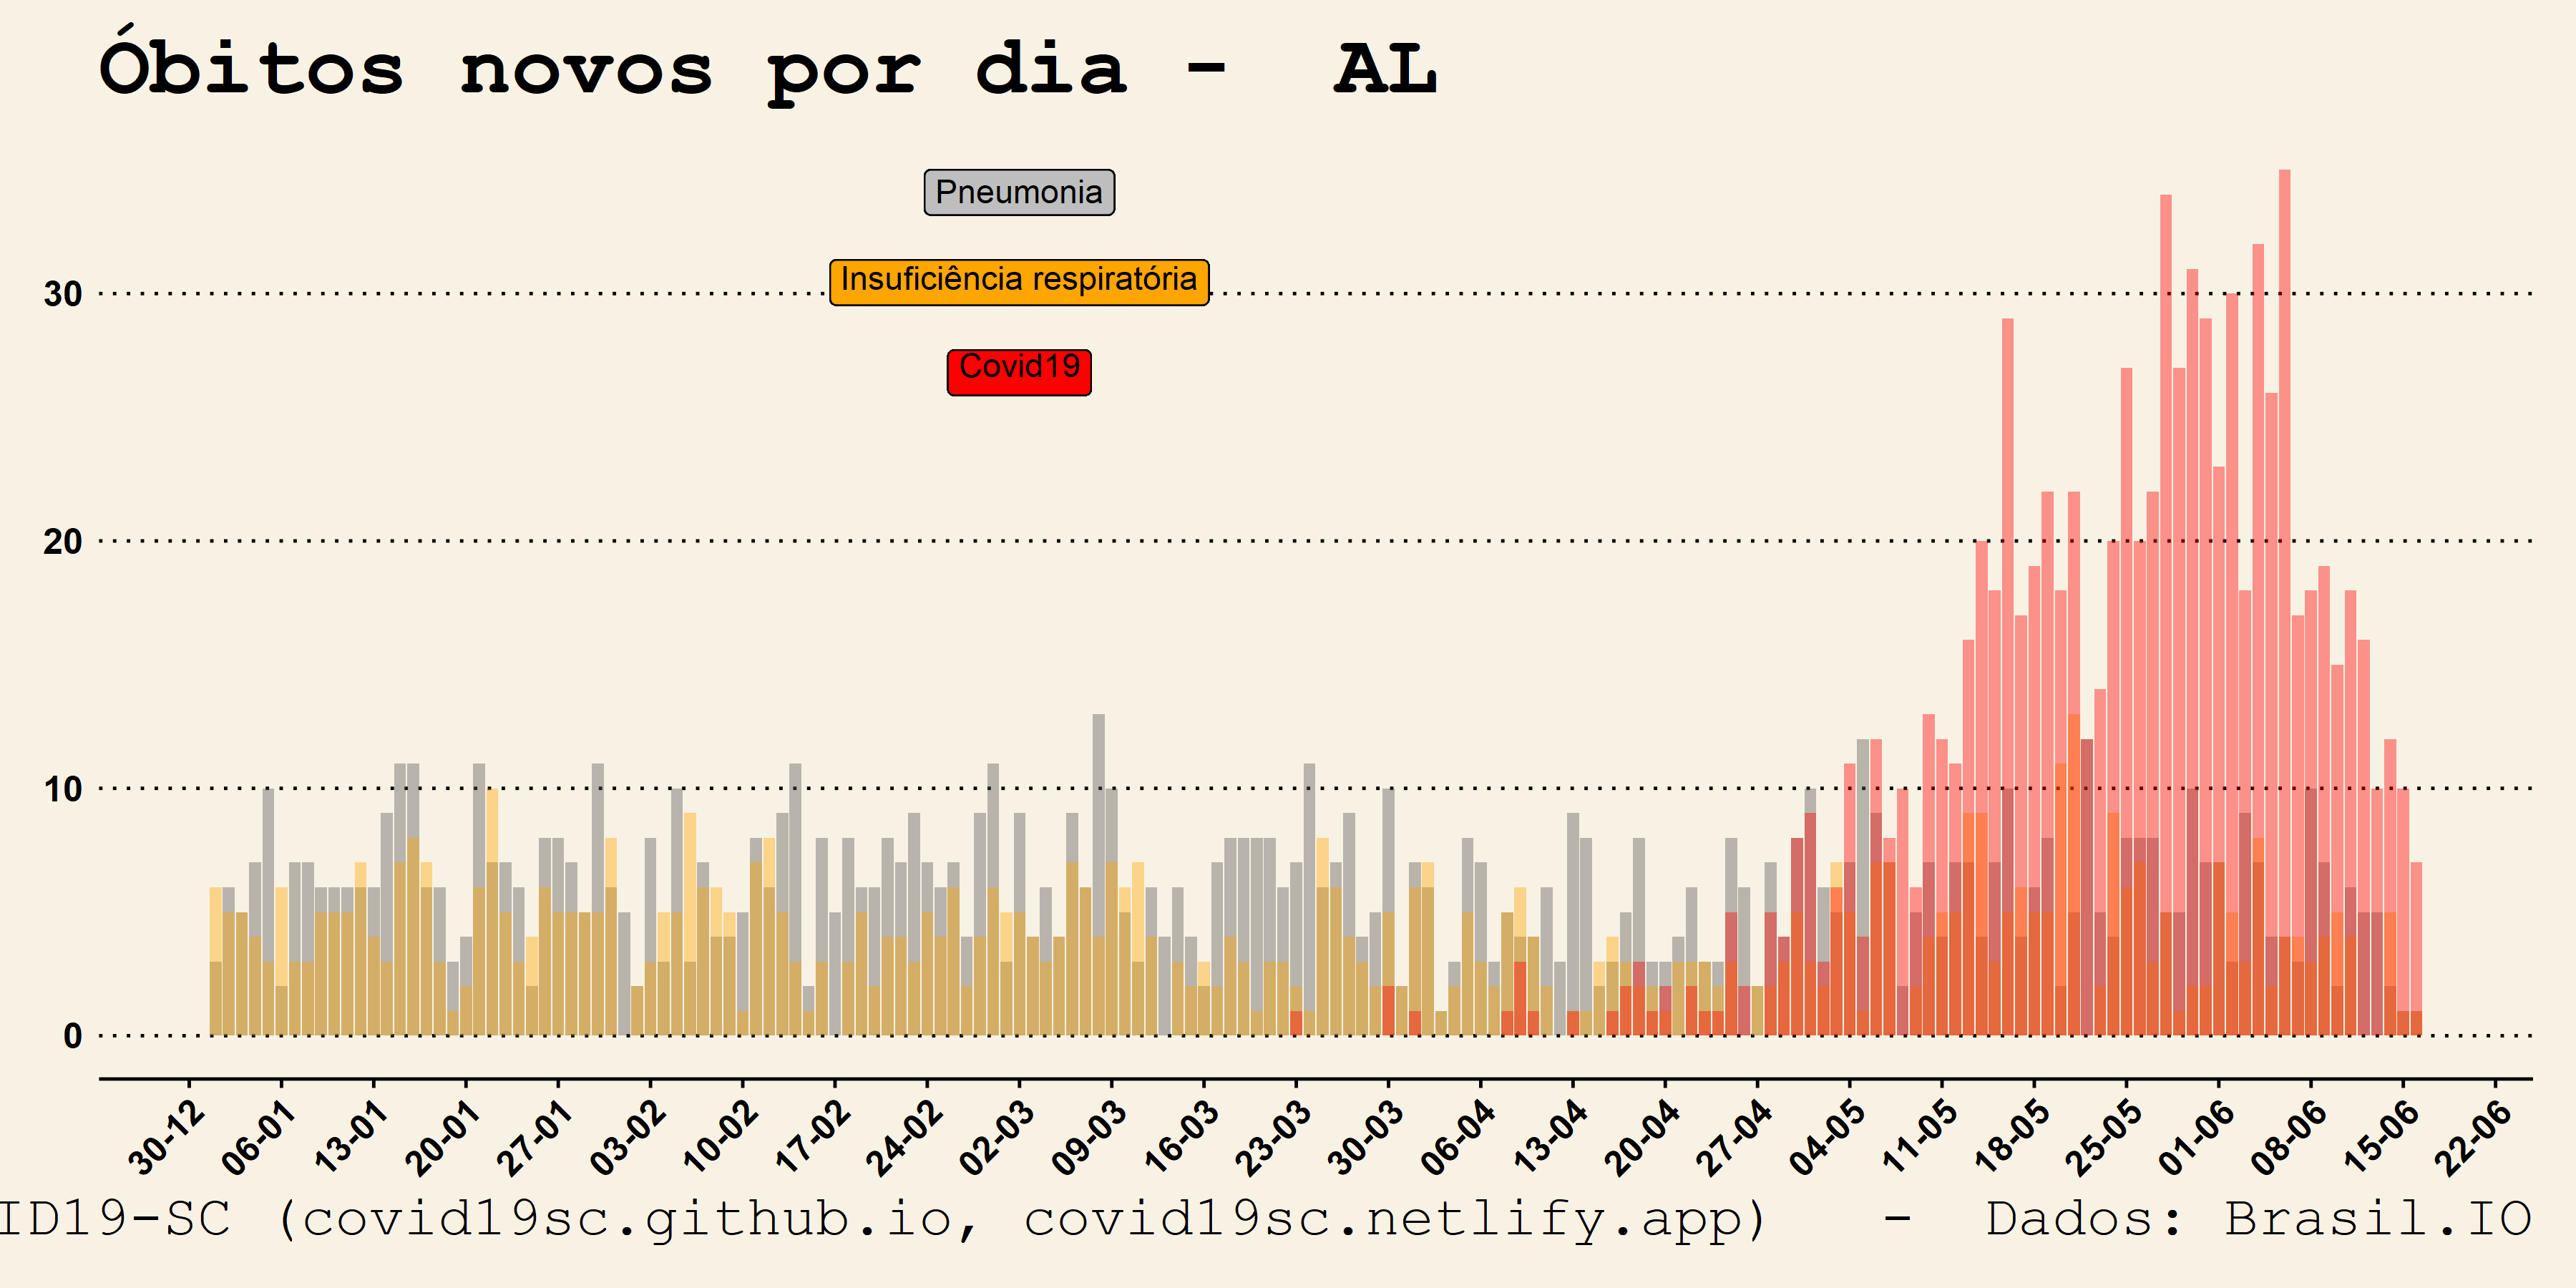 Óbitos novos por dia - AL
Pneumonia
Insuficiência respiratória
Covid19
30
20
10
0
30-12 06-01 13-01 20-01 27-01 03-02 10-02 17-02 24-02 02-03 09-03 16-03 23-03 30-03 06-04 13-04 20-04 27-04 04-05 11-05 18-05 25-05 01-06 08-06 15-06 22-06
ID19-SC (covid19sc.github.io, covid19sc.netlify.app) - Dados: Brasil.IO